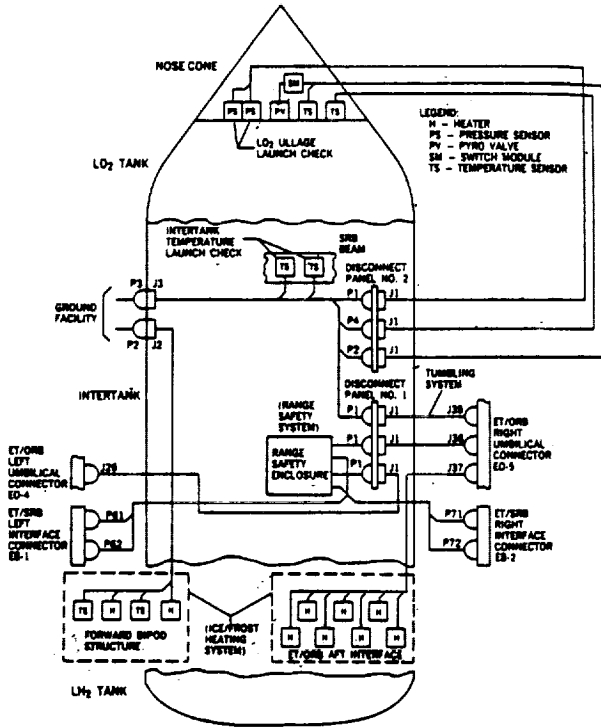 NOSE CONE
SM
PS
PS
PV
TS
TS
LO₂ ULLAGE
LAUNCH CHECK
LEGEND:
H – HEATER
PS – PRESSURE SENSOR
PV – PYRO VALVE
SM – SWITCH MODULE
TS – TEMPERATURE SENSOR
LO₂ TANK
INTERTANK
TEMPERATURE
LAUNCH CHECK
SRB
BEAM
TS
TS
DISCONNECT
PANEL NO. 2
P3
J3
P1
J1
GROUND
FACILITY
P4
J1
P2
J2
P2
J1
INTERTANK
DISCONNECT
PANEL NO. 1
TUMBLING
SYSTEM
(RANGE
SAFETY
SYSTEM)
P1
J1
J35
RANGE
SAFETY
ENCLOSURE
P1
J1
J36
P1
J1
J37
ET/ORB
RIGHT
UMBILICAL
CONNECTOR
EO-5
ET/ORB
LEFT
UMBILICAL
CONNECTOR
EO-4
J26
ET/SRB
LEFT
INTERFACE
CONNECTOR
EB-1
P61
P62
P71
P72
ET/SRB
RIGHT
INTERFACE
CONNECTOR
EB-2
TS
H
TS
H
FORWARD BIPOD
STRUCTURE
(ICE/FROST
HEATING
SYSTEM)
H
H
H
H
H
H
H
H
ET/ORB AFT INTERFACE
LH₂ TANK